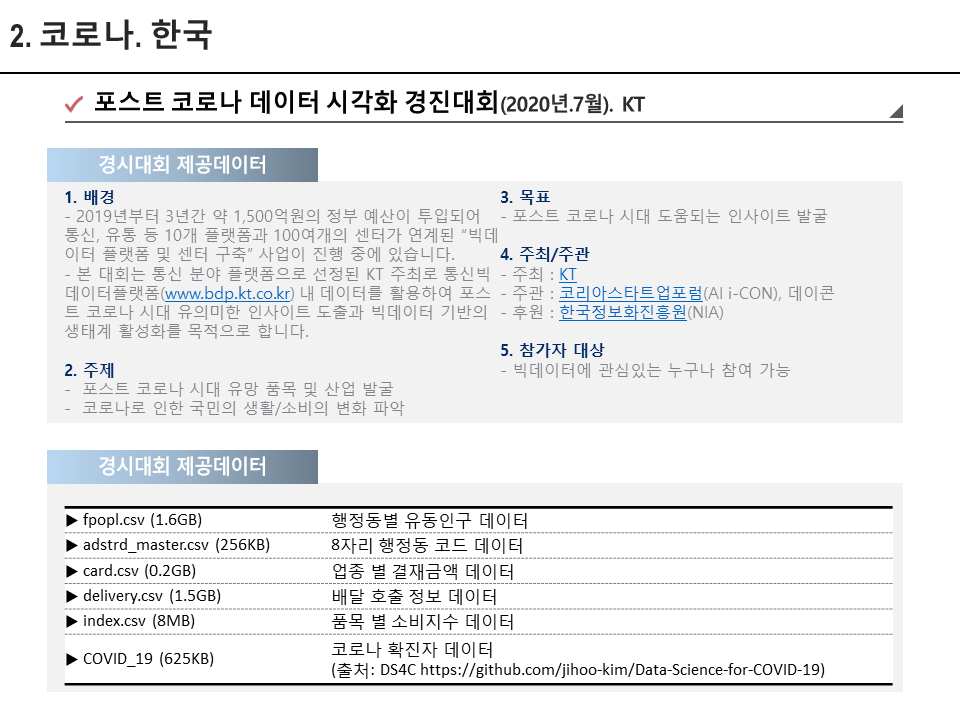 2. 코로나. 한국
포스트 코로나 데이터 시각화 경진대회(2020년.7월). KT
경시대회 제공데이터
1. 배경
- 2019년부터 3년간 약 1,500억원의 정부 예산이 투입되어
통신, 유통 등 10개 플랫폼과 100여개의 센터가 연계된 “빅데
이터 플랫폼 및 센터 구축” 사업이 진행 중에 있습니다.
- 본 대회는 통신 분야 플랫폼으로 선정된 KT 주최로 통신빅
데이터플랫폼(www.bdp.kt.co.kr) 내 데이터를 활용하여 포스
트 코로나 시대 유의미한 인사이트 도출과 빅데이터 기반의
생태계 활성화를 목적으로 합니다.
2. 주제
- 포스트 코로나 시대 유망 품목 및 산업 발굴
- 코로나로 인한 국민의 생활/소비의 변화 파악
3. 목표
- 포스트 코로나 시대 도움되는 인사이트 발굴
4. 주최/주관
- 주최 : KT
- 주관 : 코리아스타트업포럼(AI i-CON), 데이콘
- 후원 : 한국정보화진흥원(NIA)
5. 참가자 대상
- 빅데이터에 관심있는 누구나 참여 가능
경시대회 제공데이터
▶ fpopl.csv (1.6GB) 행정동별 유동인구 데이터
▶ adstrd_master.csv (256KB) 8자리 행정동 코드 데이터
▶ card.csv (0.2GB) 업종 별 결재금액 데이터
▶ delivery.csv (1.5GB) 배달 호출 정보 데이터
▶ index.csv (8MB) 품목 별 소비지수 데이터
▶ COVID_19 (625KB) 코로나 확진자 데이터
(출처: DS4C https://github.com/jihoo-kim/Data-Science-for-COVID-19)